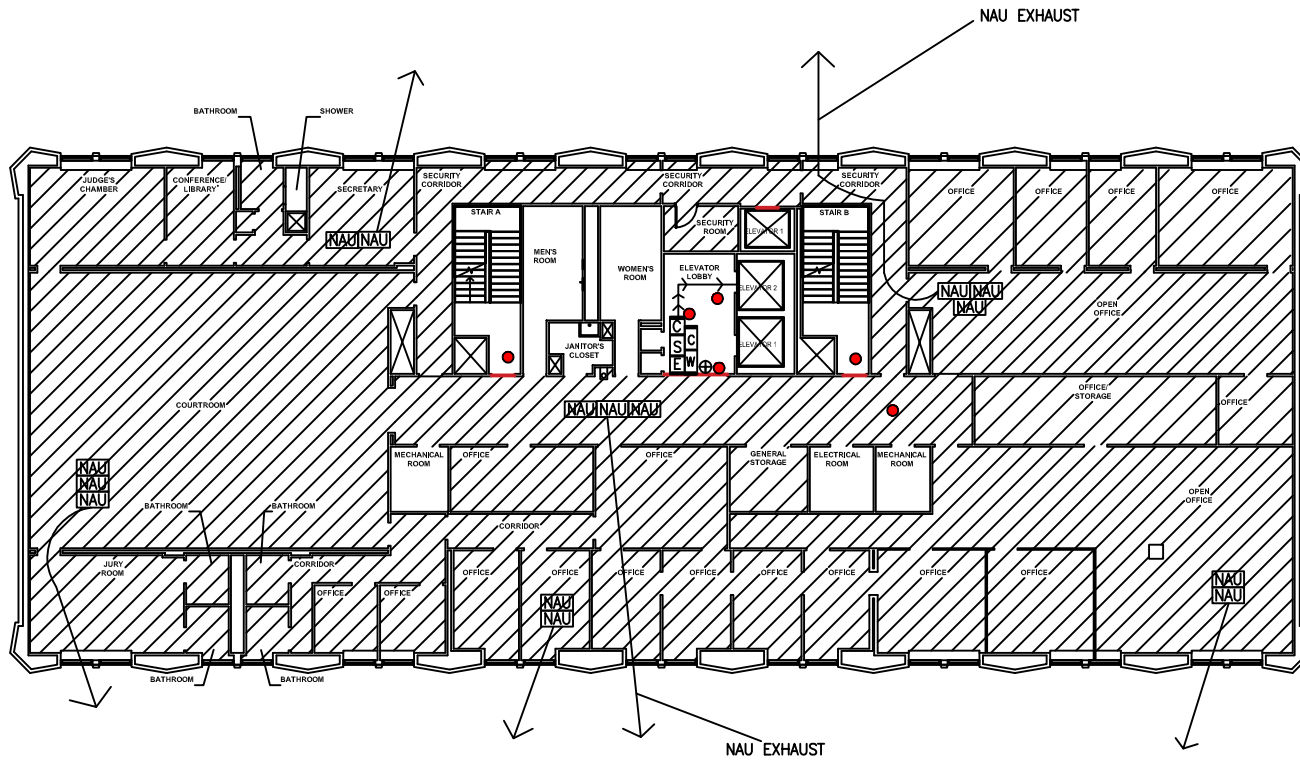 NAU EXHAUST
BATHROOM
SHOWER
JUDGE'S
CHAMBER
CONFERENCE/
LIBRARY
SECRETARY
SECURITY
CORRIDOR
SECURITY
CORRIDOR
SECURITY
CORRIDOR
OFFICE
OFFICE
OFFICE
OFFICE
STAIR A
STAIR B
SECURITY
ROOM
ELEVATOR 1
NAU NAU
MEN'S
ROOM
WOMEN'S
ROOM
ELEVATOR
LOBBY
ELEVATOR 2
NAU NAU
NAU
OPEN
OFFICE
C
C
S
W
E
ELEVATOR 1
JANITOR'S
CLOSET
COURTROOM
NAU NAU NAU
OFFICE/
STORAGE
OFFICE
MECHANICAL
ROOM
OFFICE
OFFICE
GENERAL
STORAGE
ELECTRICAL
ROOM
MECHANICAL
ROOM
NAU
NAU
NAU
OPEN
OFFICE
BATHROOM
BATHROOM
CORRIDOR
JURY
ROOM
CORRIDOR
OFFICE
OFFICE
OFFICE
OFFICE
OFFICE
OFFICE
OFFICE
OFFICE
OFFICE
OFFICE
NAU
NAU
NAU
NAU
BATHROOM
BATHROOM
NAU EXHAUST